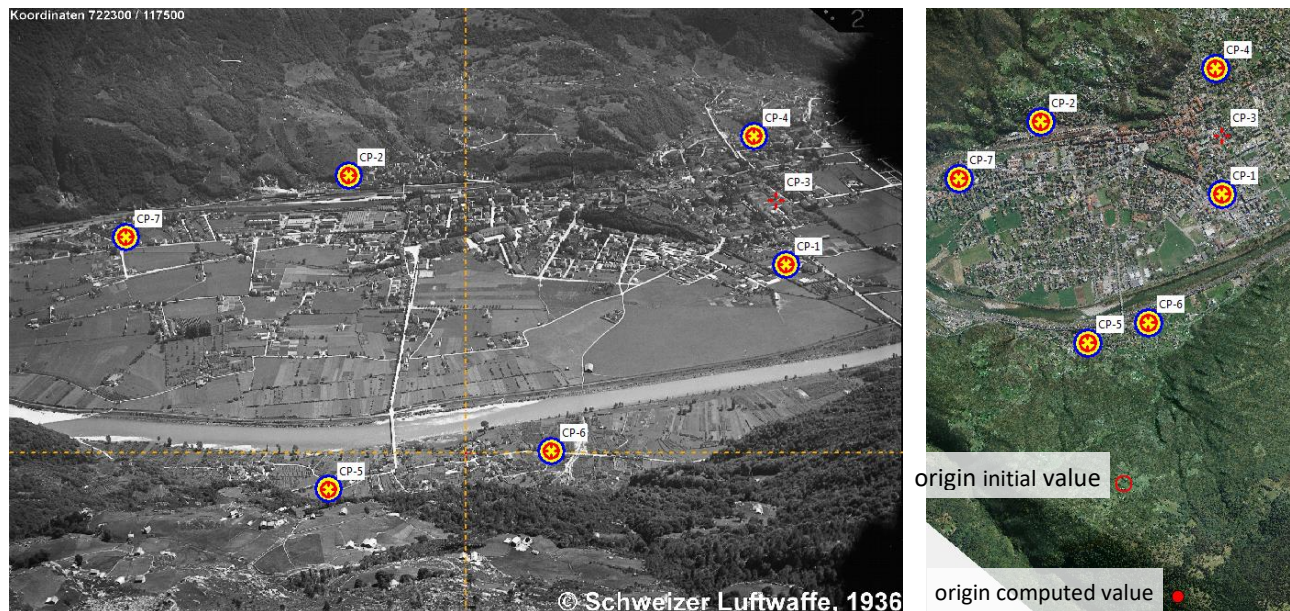 Koordinaten 722300 / 117500
2
CP-4
CP-2
CP-3
CP-7
CP-1
CP-6
CP-5
© Schweizer Luftwaffe, 1936
CP-4
CP-2
CP-3
CP-7
CP-1
CP-6
CP-5
origin initial value
origin computed value